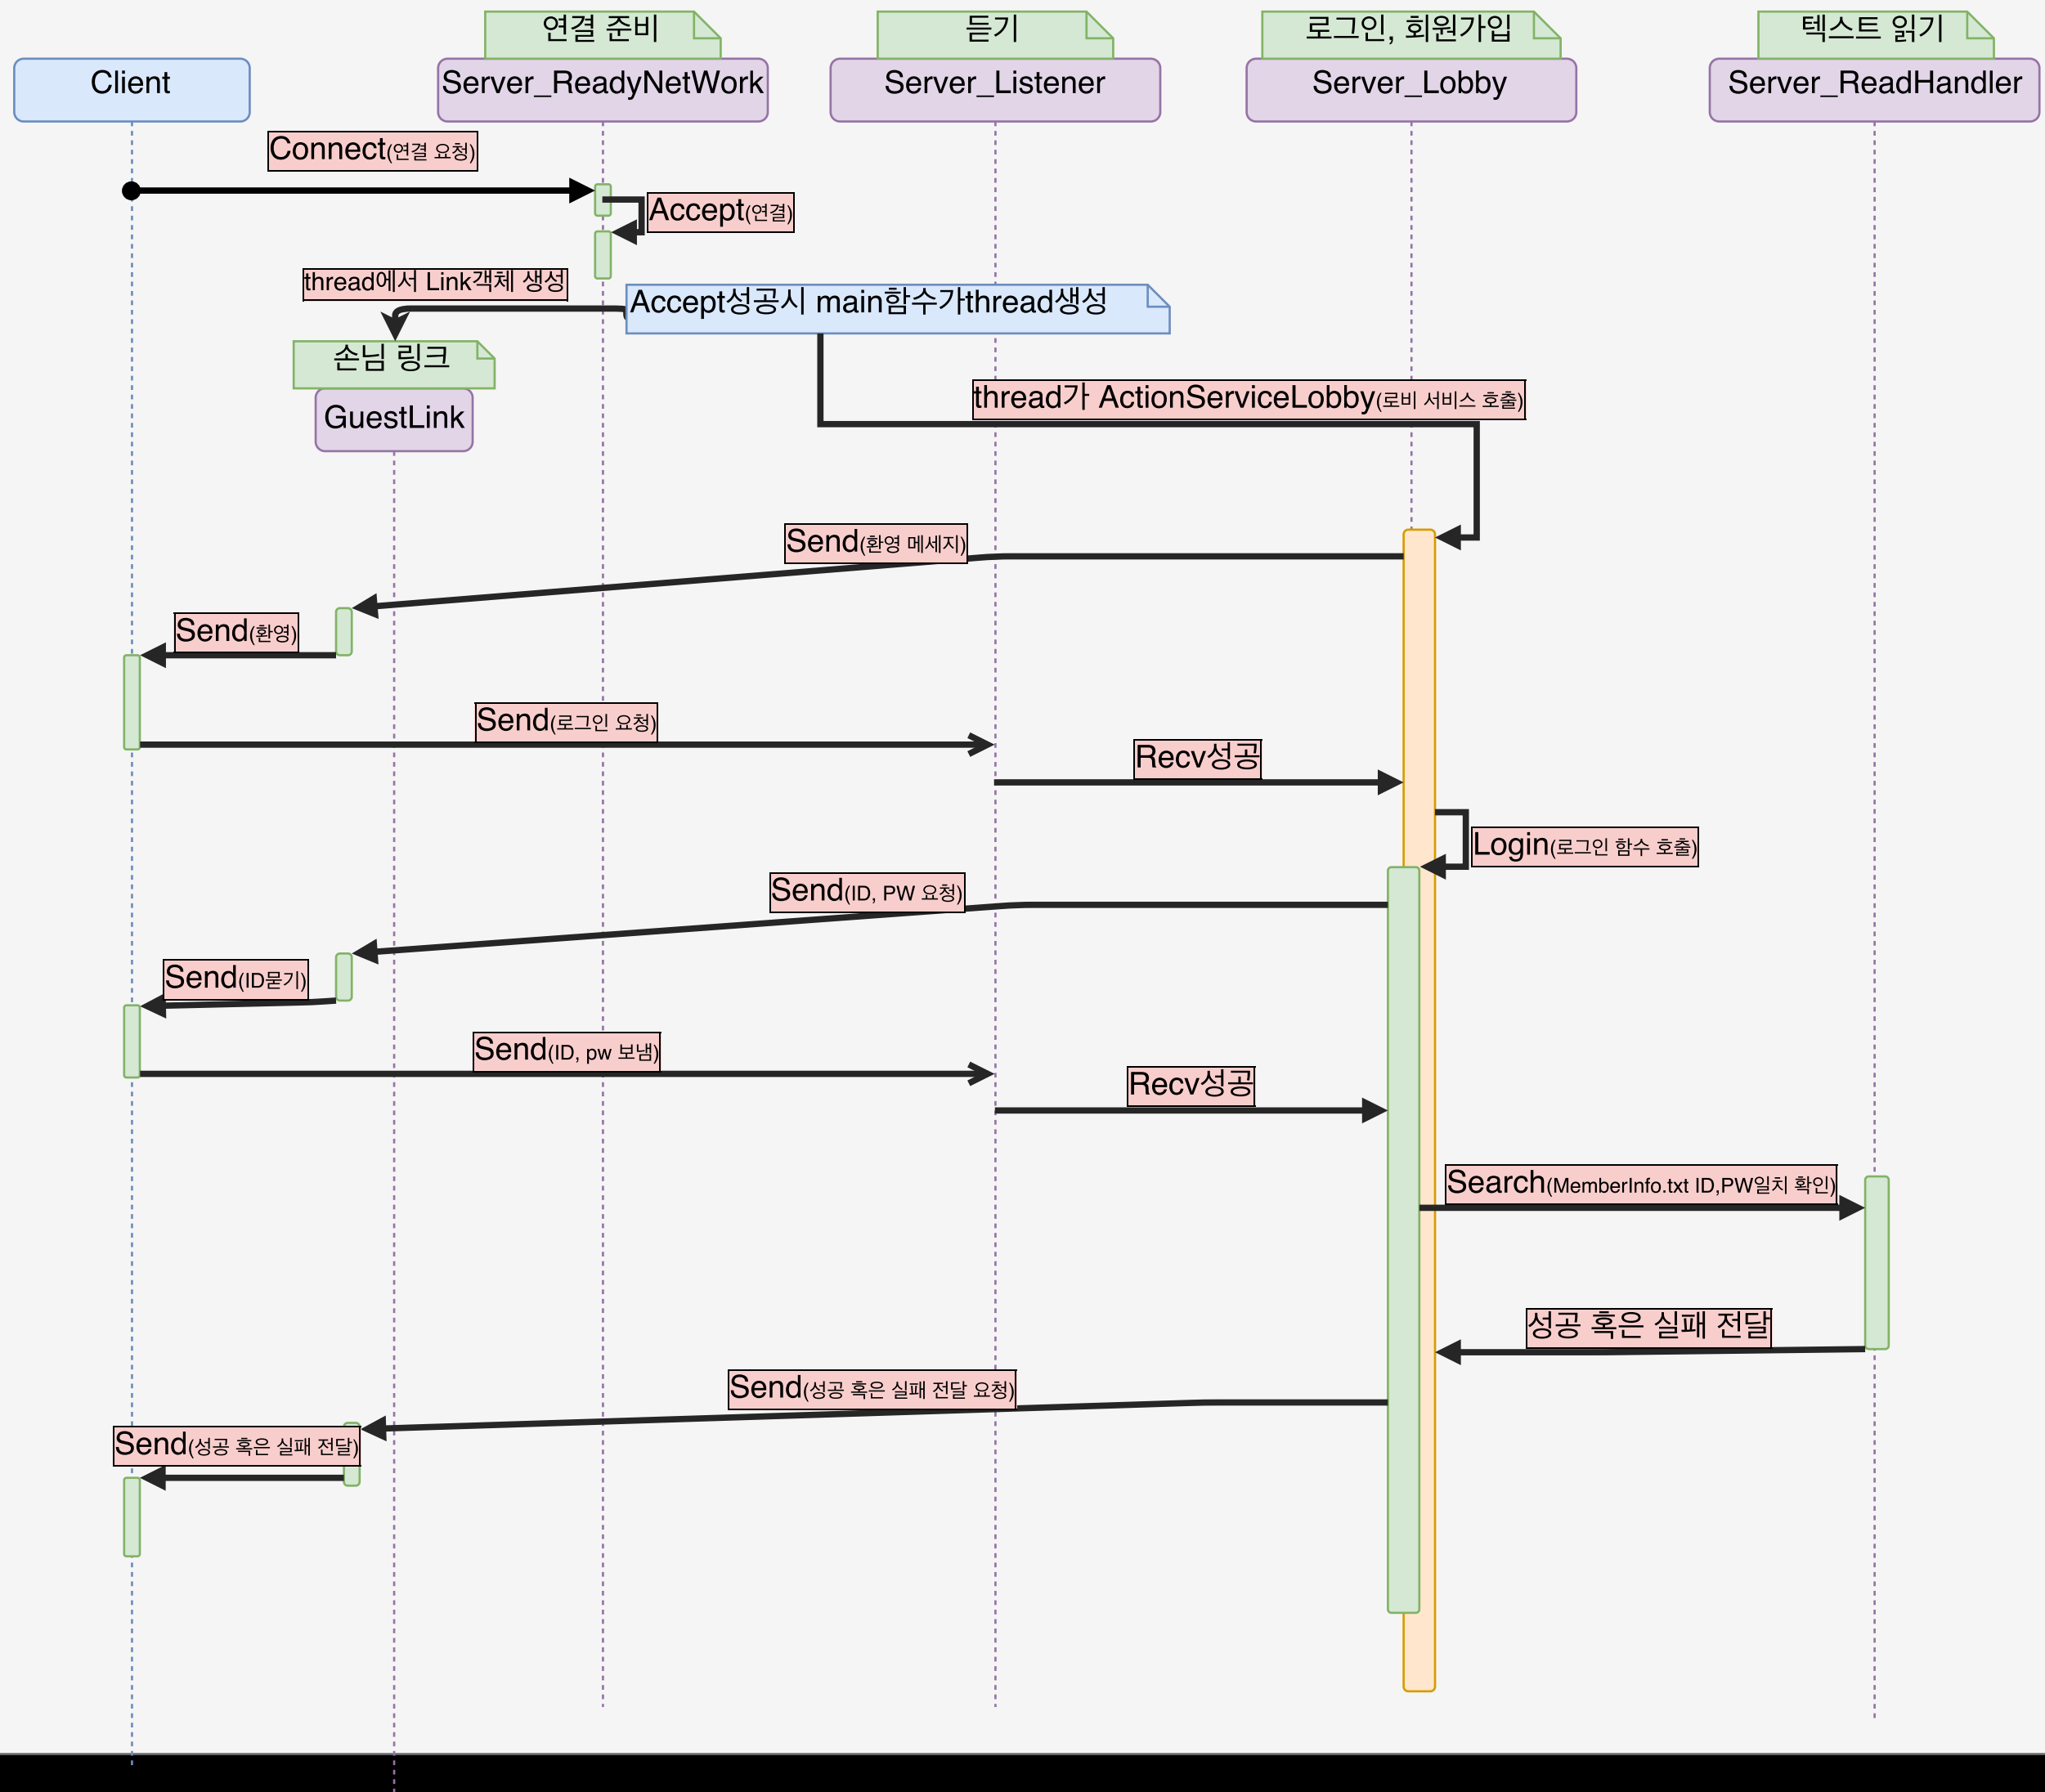 연결 준비
듣기
로그인, 회원가입
텍스트 읽기
Client
Server_ReadyNetWork
Server_Listener
Server_Lobby
Server_ReadHandler
Connect(연결 요청)
Accept(연결)
thread에서 Link객체 생성
Accept성공시 main함수가thread생성
손님 링크
GuestLink
thread가 ActionServiceLobby(로비 서비스 호출)
Send(환영 메세지)
Send(환영)
Send(로그인 요청)
Recv성공
Login(로그인 함수 호출)
Send(ID, PW 요청)
Send(ID묻기)
Send(ID, pw 보냄)
Recv성공
Search(MemberInfo.txt ID,PW일치 확인)
성공 혹은 실패 전달
Send(성공 혹은 실패 전달 요청)
Send(성공 혹은 실패 전달)